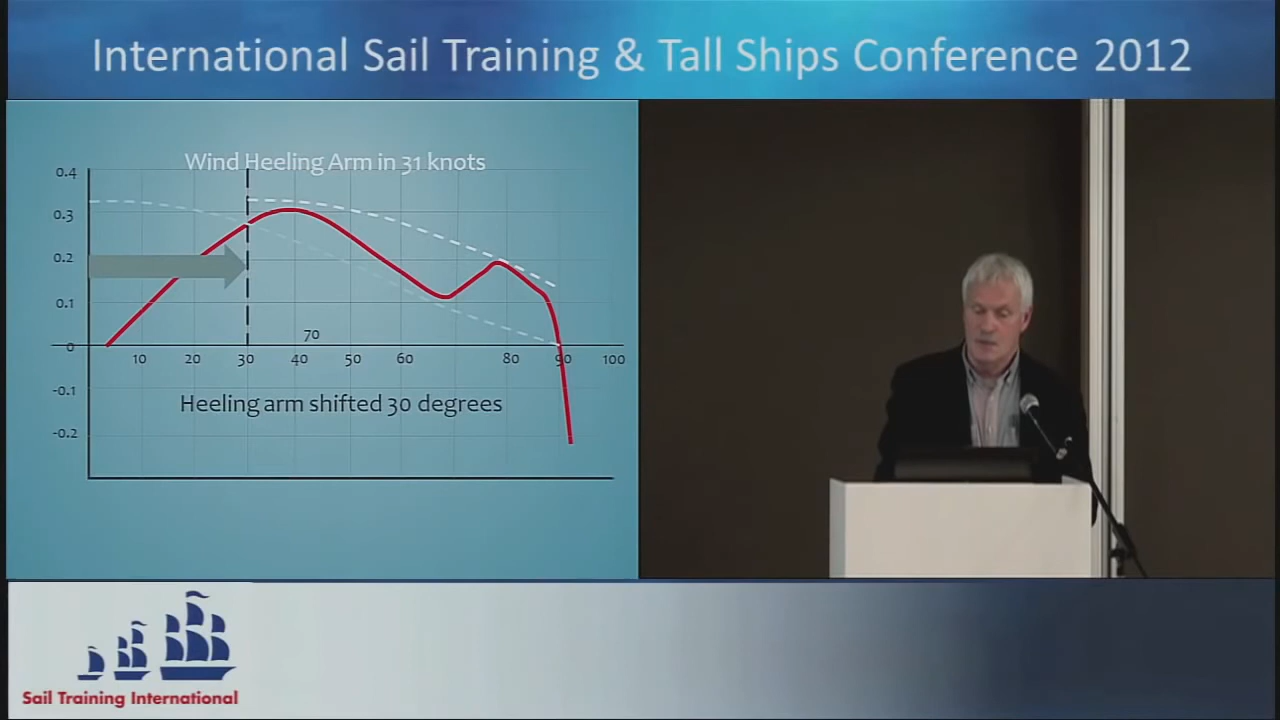 International Sail Training & Tall Ships Conference 2012
Wind Heeling Arm in 31 knots
0.4
0.3
0.2
0.1
0
-0.1
-0.2
70
10 20 30 40 50 60 80 90 100
Heeling arm shifted 30 degrees
Sail Training International